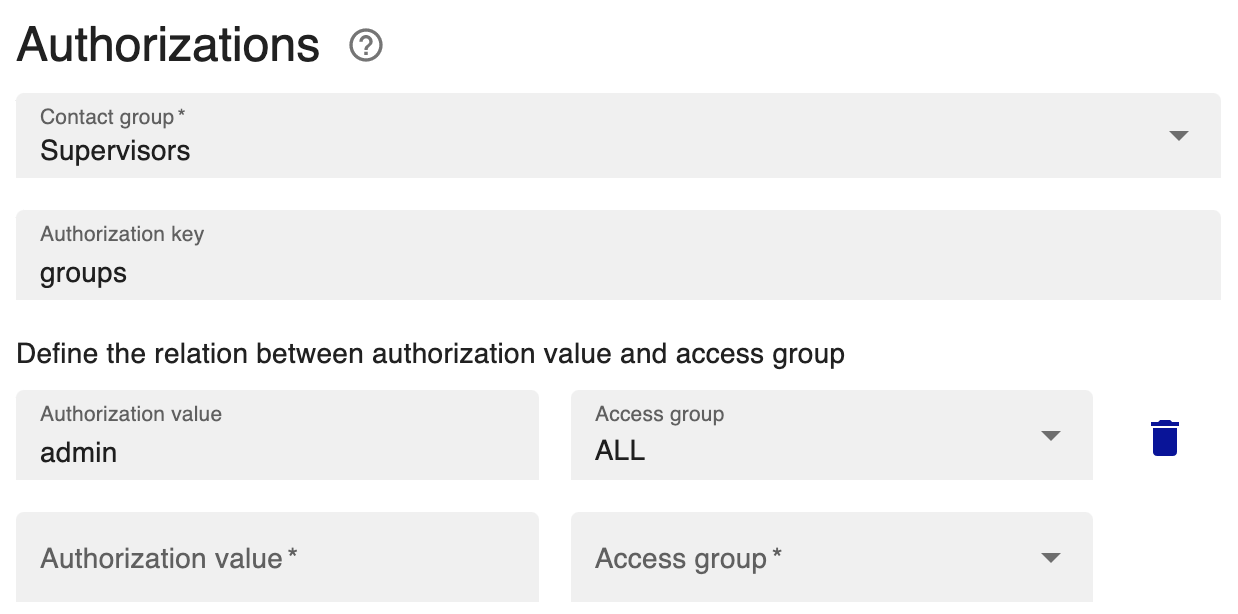 Authorizations
Contact group *
Supervisors
Authorization key
groups
Define the relation between authorization value and access group
Authorization value
Access group
admin
ALL
Authorization value *
Access group *